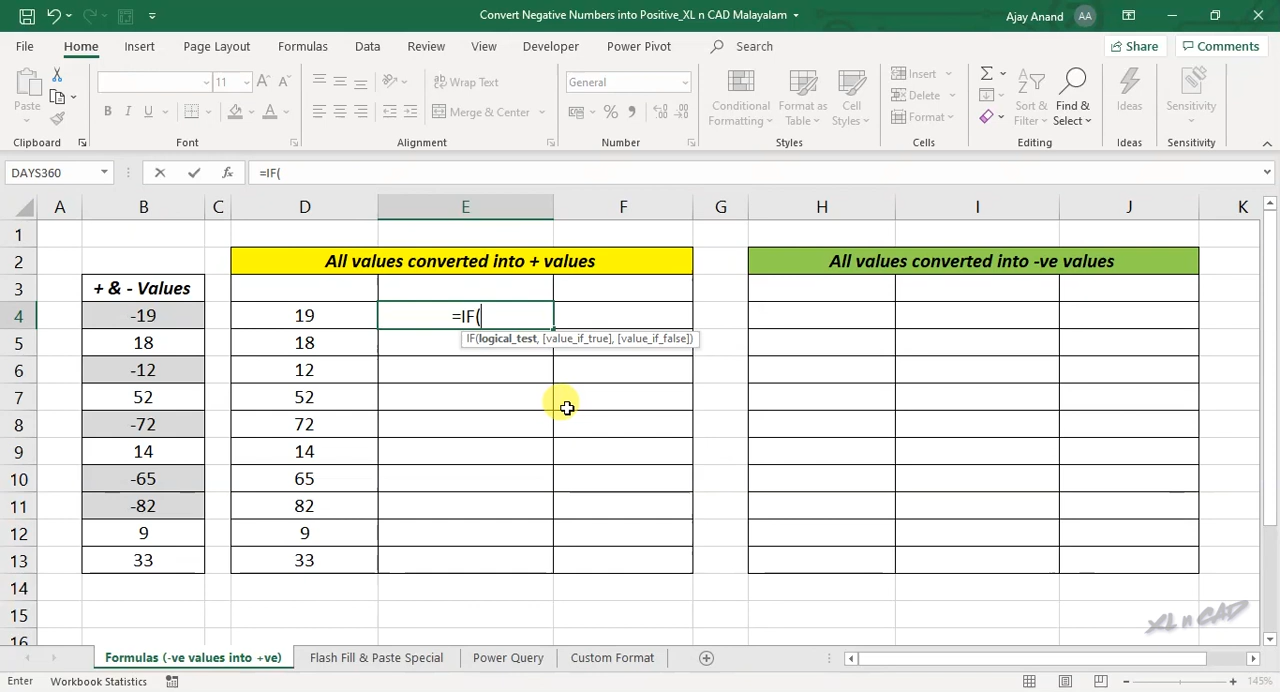 Convert Negative Numbers into Positive_XL n CAD Malayalam
Ajay Anand AA
File Home Insert Page Layout Formulas Data Review View Developer Power Pivot Search Share Comments
11 A A Wrap Text General Insert Σ
Paste B I U A Merge & Center % , Conditional Formatting Format as Table Cell Styles Delete Format Sort & Filter Find & Select Ideas Sensitivity
Clipboard Font Alignment Number Styles Cells Editing Ideas Sensitivity
DAYS360 fx =IF(
A B C D E F G H I J K
1
2 All values converted into + values All values converted into -ve values
3 + & - Values
4 -19 19 =IF(
IF(logical_test, [value_if_true], [value_if_false])
5 18 18
6 -12 12
7 52 52
8 -72 72
9 14 14
10 -65 65
11 -82 82
12 9 9
13 33 33
14
15
XL n CAD
16
Formulas (-ve values into +ve) Flash Fill & Paste Special Power Query Custom Format
Enter Workbook Statistics 145%